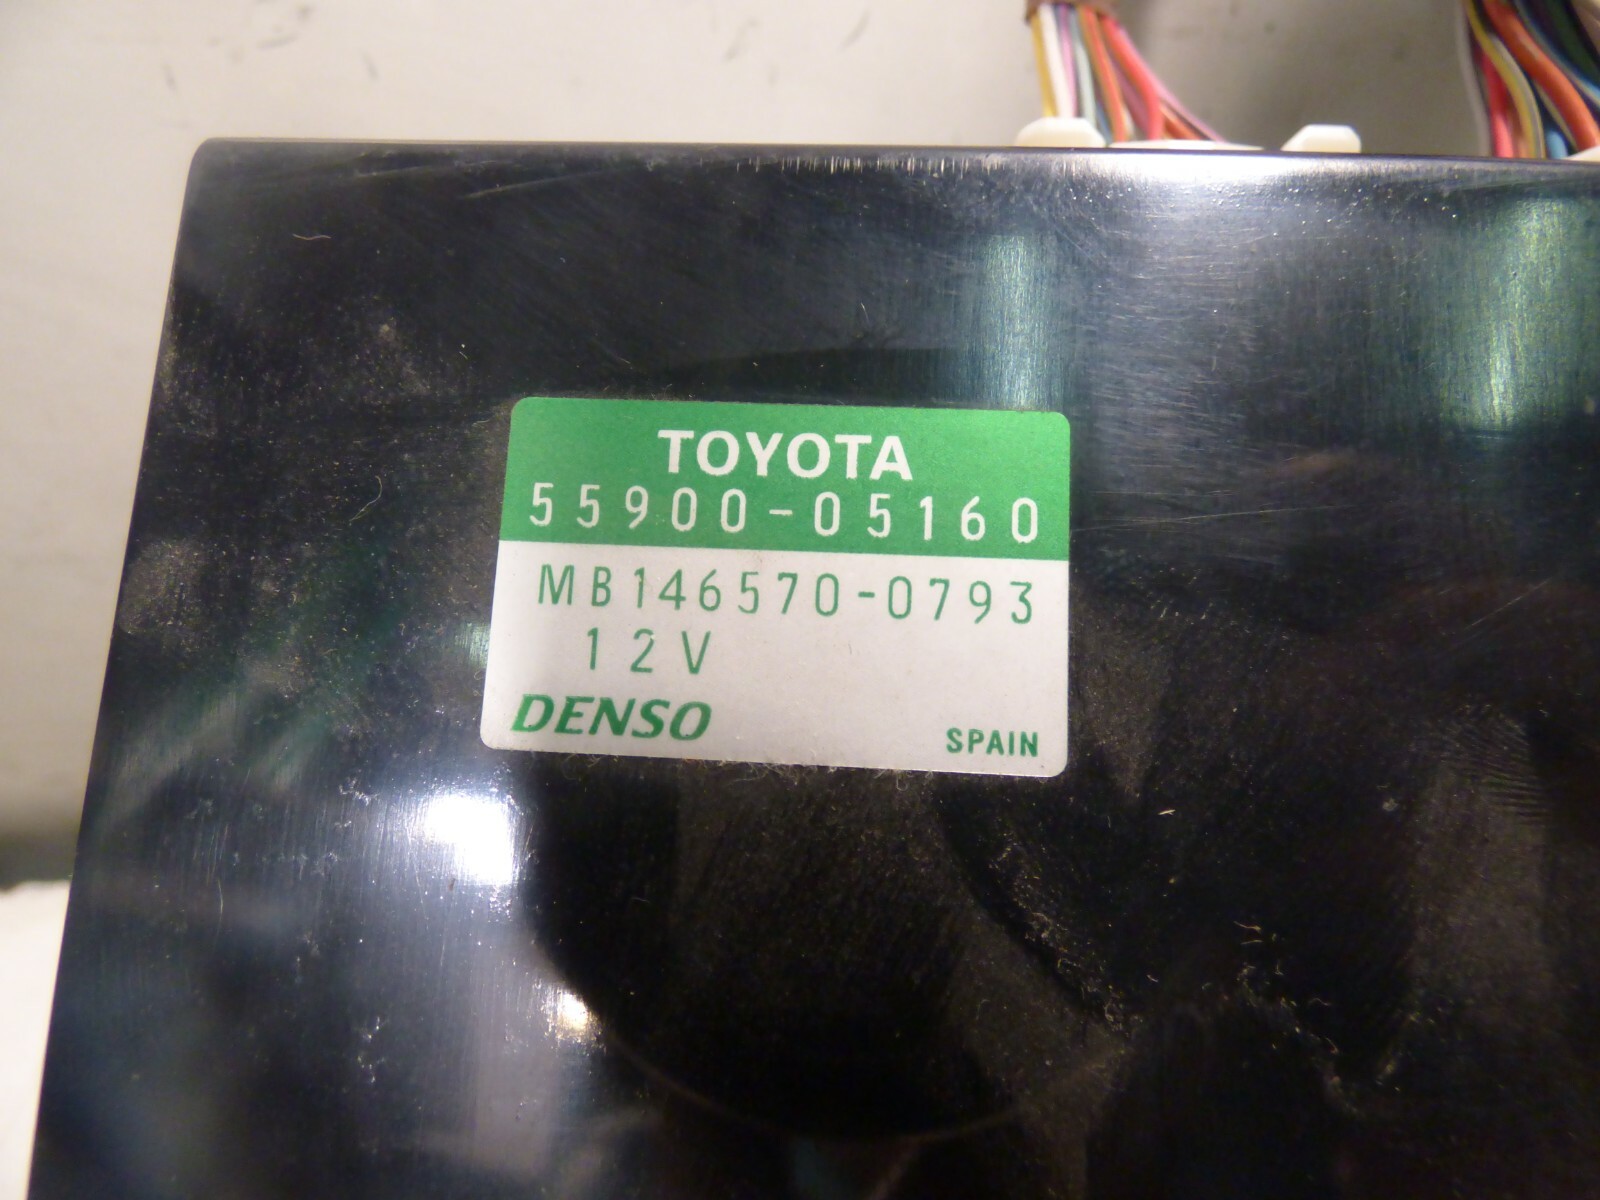 TOYOTA
55900-05160
MB146570-0793
12V
DENSO
SPAIN